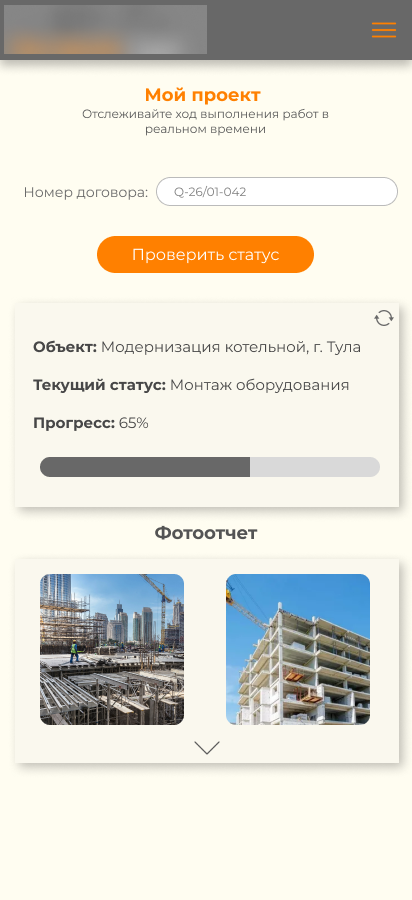 Мой проект
Отслеживайте ход выполнения работ в
реальном времени
Номер договора: Q-26/01-042
Проверить статус
Объект: Модернизация котельной, г. Тула
Текущий статус: Монтаж оборудования
Прогресс: 65%
Фотоотчет